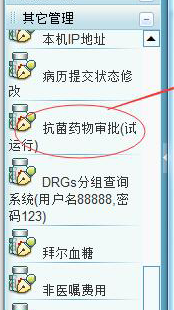 其它管理
本机IP地址
病历提交状态修
改
抗菌药物审批(试
运行)
DRGs分组查询
系统(用户名88888,密
码123)
拜尔血糖
非医嘱费用